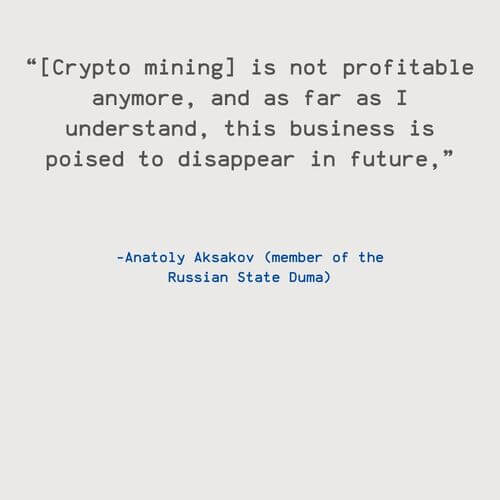 “[Crypto mining] is not profitable
anymore, and as far as I
understand, this business is
poised to disappear in future,”
-Anatoly Aksakov (member of the
Russian State Duma)